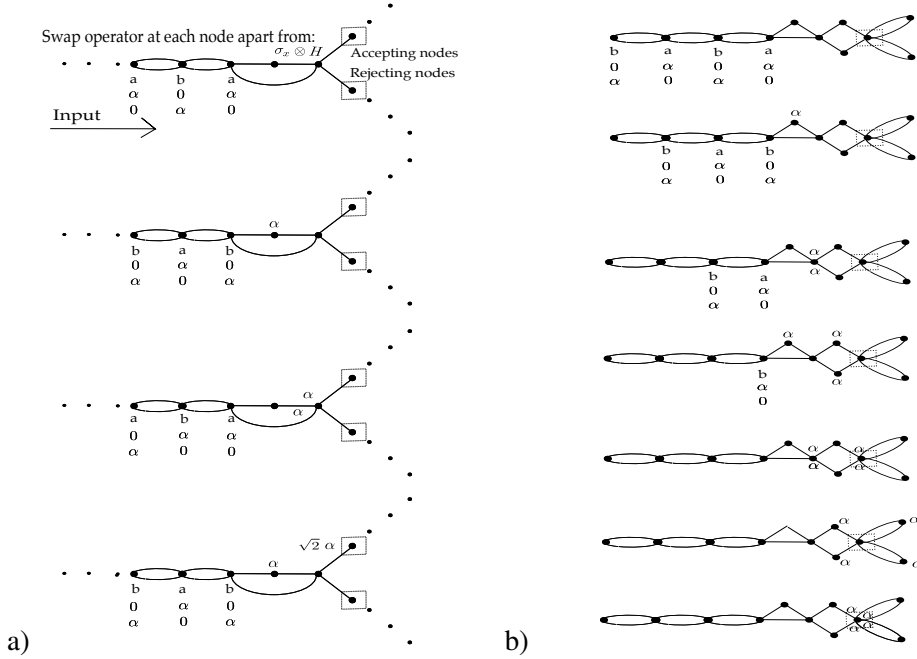 Swap operator at each node apart from:
σ_x ⊗ H
Accepting nodes
Rejecting nodes
a b a
α 0 α
0 α 0
Input
α
b a b
0 α 0
α 0 α
α
α
a b a
0 α α
α 0 0
√2 α
α
b a b
0 α 0
α 0 α
a)
b a b a
0 α 0 α
α 0 α 0
α
b a b
0 α 0
α 0 α
α
α
b a
0 α
α 0
α α
α
b
α
0
α α
α α
α α
α α
α α
α α
b)